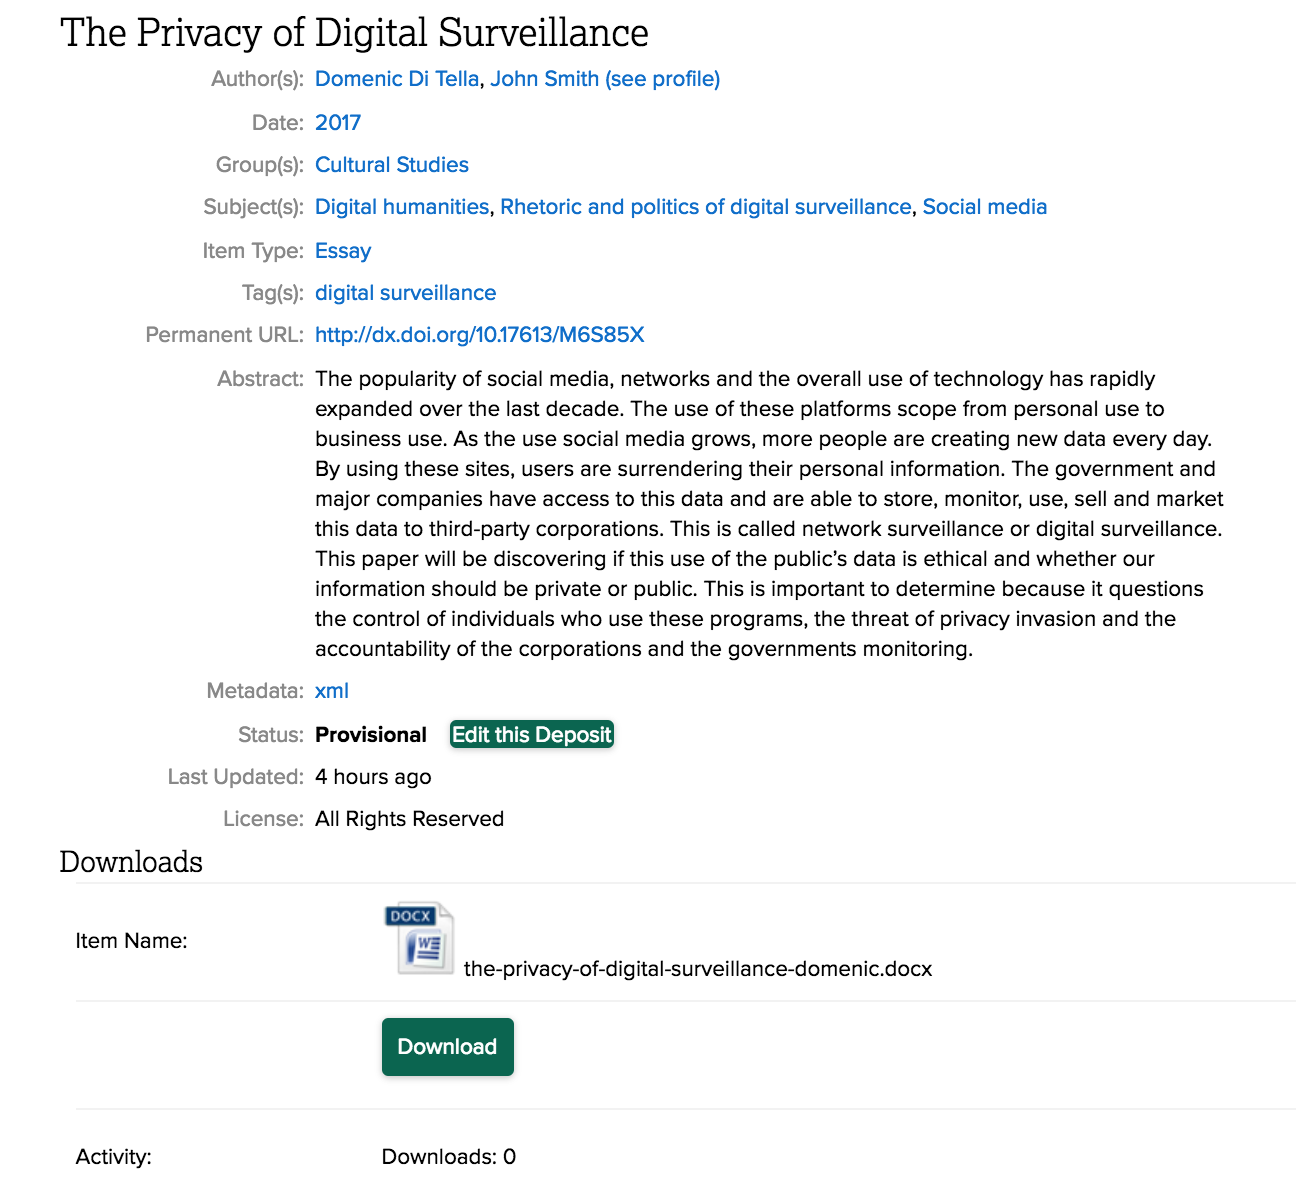 The Privacy of Digital Surveillance
Author(s): Domenic Di Tella, John Smith (see profile)
Date: 2017
Group(s): Cultural Studies
Subject(s): Digital humanities, Rhetoric and politics of digital surveillance, Social media
Item Type: Essay
Tag(s): digital surveillance
Permanent URL: http://dx.doi.org/10.17613/M6S85X
Abstract: The popularity of social media, networks and the overall use of technology has rapidly
expanded over the last decade. The use of these platforms scope from personal use to
business use. As the use social media grows, more people are creating new data every day.
By using these sites, users are surrendering their personal information. The government and
major companies have access to this data and are able to store, monitor, use, sell and market
this data to third-party corporations. This is called network surveillance or digital surveillance.
This paper will be discovering if this use of the public’s data is ethical and whether our
information should be private or public. This is important to determine because it questions
the control of individuals who use these programs, the threat of privacy invasion and the
accountability of the corporations and the governments monitoring.
Metadata: xml
Status: Provisional Edit this Deposit
Last Updated: 4 hours ago
License: All Rights Reserved
Downloads
DOCX
W
Item Name: the-privacy-of-digital-surveillance-domenic.docx
Download
Activity: Downloads: 0